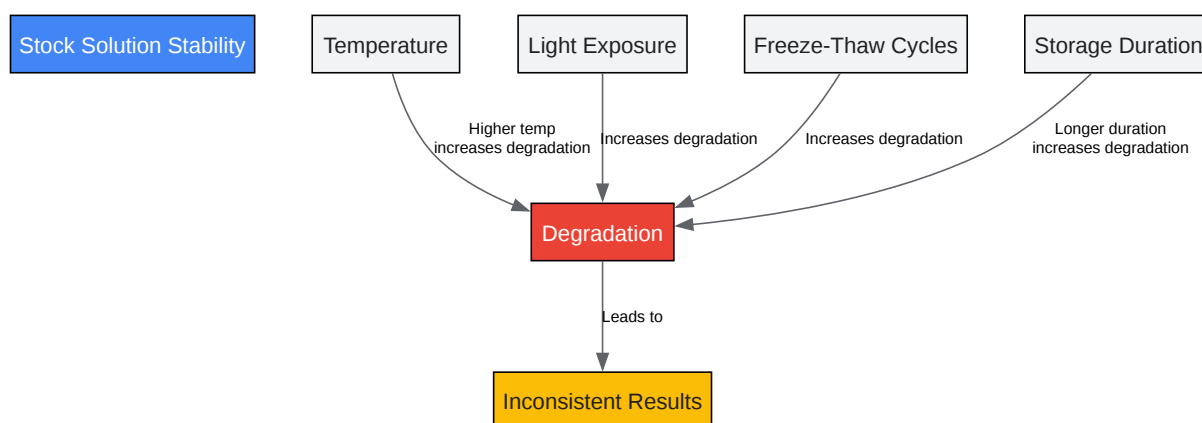 Stock Solution Stability
Temperature
Light Exposure
Freeze-Thaw Cycles
Storage Duration
Higher temp
increases degradation
Increases degradation
Increases degradation
Longer duration
increases degradation
Degradation
Leads to
Inconsistent Results